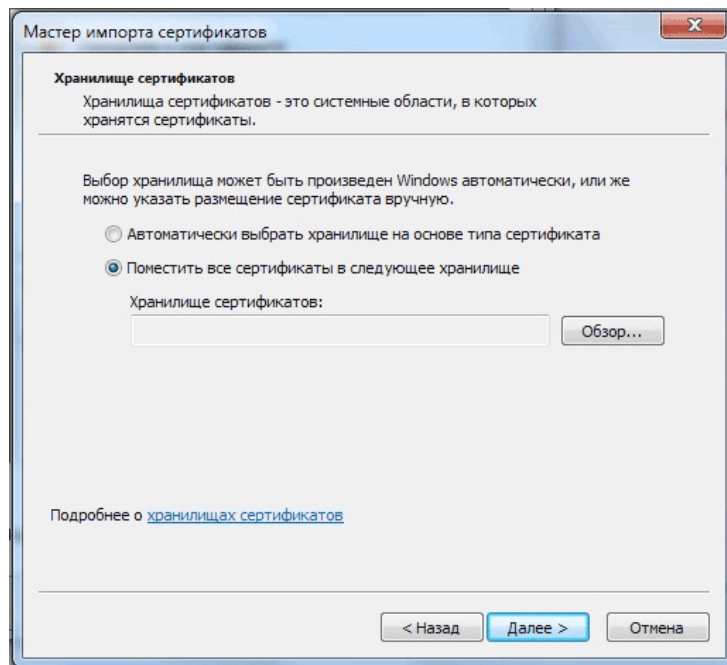 Мастер импорта сертификатов
Хранилище сертификатов
Хранилища сертификатов - это системные области, в которых
хранятся сертификаты.
Выбор хранилища может быть произведен Windows автоматически, или же
можно указать размещение сертификата вручную.
Автоматически выбрать хранилище на основе типа сертификата
Поместить все сертификаты в следующее хранилище
Хранилище сертификатов:
Обзор...
Подробнее о хранилищах сертификатов
< Назад Далее > Отмена